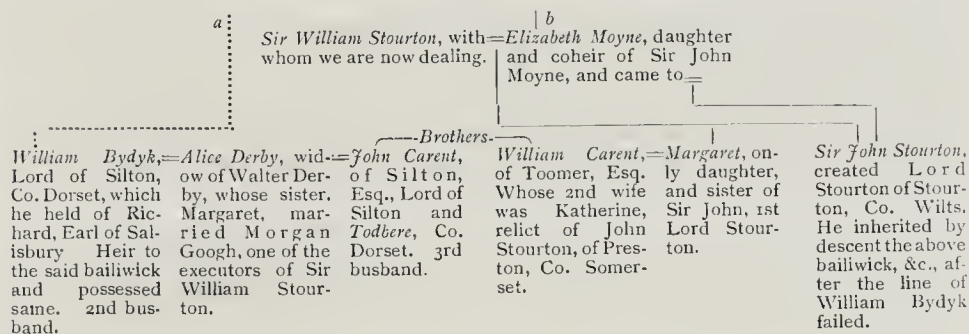 a
b
Sir William Stourton, with=Elizabeth Moyne, daughter
whom we are now dealing. and coheir of Sir John
Moyne, and came to=
Brothers
William Bydyk,=
Lord of Silton,
Co. Dorset, which
he held of Ric-
hard, Earl of Sal-
isbury Heir to
the said bailiwick
and possessed
same. 2nd bus-
band.
Alice Derby, wid-=
ow of Walter Der-
by, whose sister.
Margaret, mar-
ried Morgan
Googh, one of the
executors of Sir
William Stour-
ton.
John Carent,
of Silton,
Esq., Lord of
Silton and
Todbere, Co.
Dorset. 3rd
husband.
William Carent,=
of Toomer, Esq.
Whose 2nd wife
was Katherine,
relict of John
Stourton, of Pres-
ton, Co. Somer-
set.
Margaret, on-
ly daughter,
and sister of
Sir John, 1st
Lord Stour-
ton.
Sir John Stourton,
created Lord
Stourton of Stour-
ton, Co. Wilts.
He inherited by
descent the above
bailiwick, &c., af-
ter the line of
William Bydyk
failed.